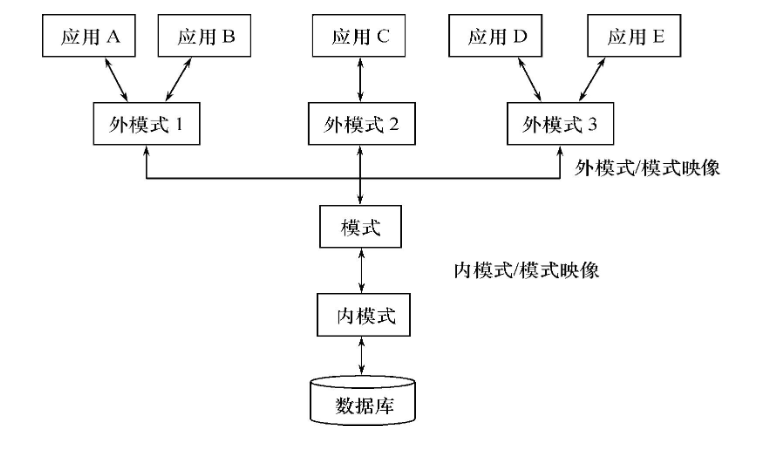 应用 A
应用 B
应用 C
应用 D
应用 E
外模式 1
外模式 2
外模式 3
外模式/模式映像
模式
内模式/模式映像
内模式
数据库